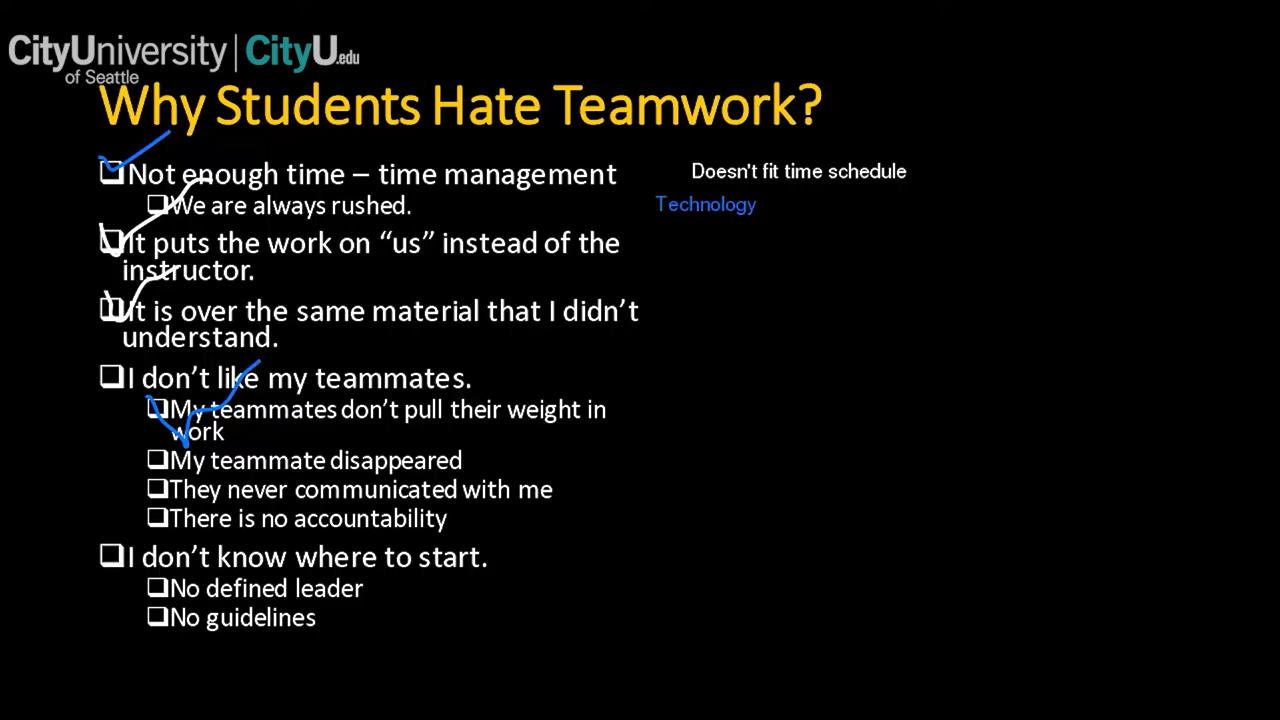 CityUniversity | CityU.edu
of Seattle
Why Students Hate Teamwork?
Not enough time – time management
Doesn't fit time schedule
We are always rushed.
Technology
It puts the work on “us” instead of the
instructor.
It is over the same material that I didn’t
understand.
I don’t like my teammates.
My teammates don’t pull their weight in
work
My teammate disappeared
They never communicated with me
There is no accountability
I don’t know where to start.
No defined leader
No guidelines